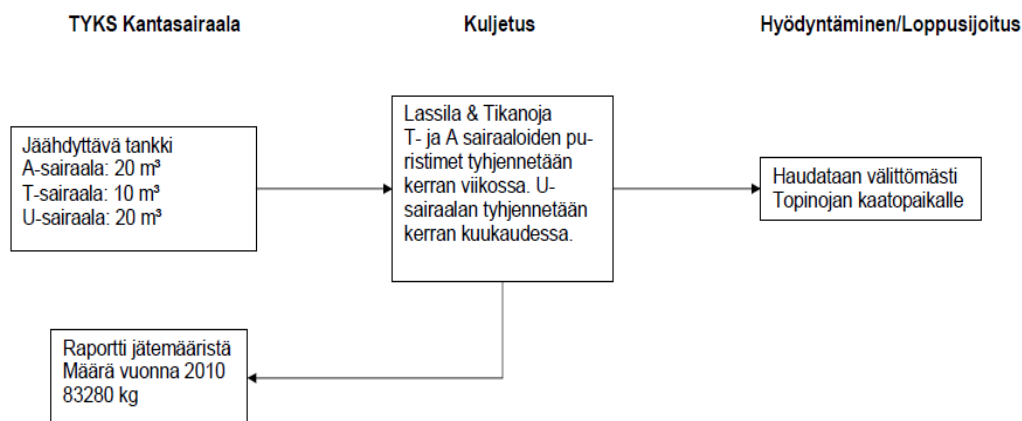 TYKS Kantasairaala
Kuljetus
Hyödyntäminen/Loppusijoitus
Jäähdyttävä tankki
A-sairaala: 20 m³
T-sairaala: 10 m³
U-sairaala: 20 m³
Lassila & Tikanoja
T- ja A sairaaloiden pu-
ristimet tyhjennetään
kerran viikossa. U-
sairaalan tyhjennetään
kerran kuukaudessa.
Haudataan välittömästi
Topinojan kaatopaikalle
Raportti jätemääristä
Määrä vuonna 2010
83280 kg